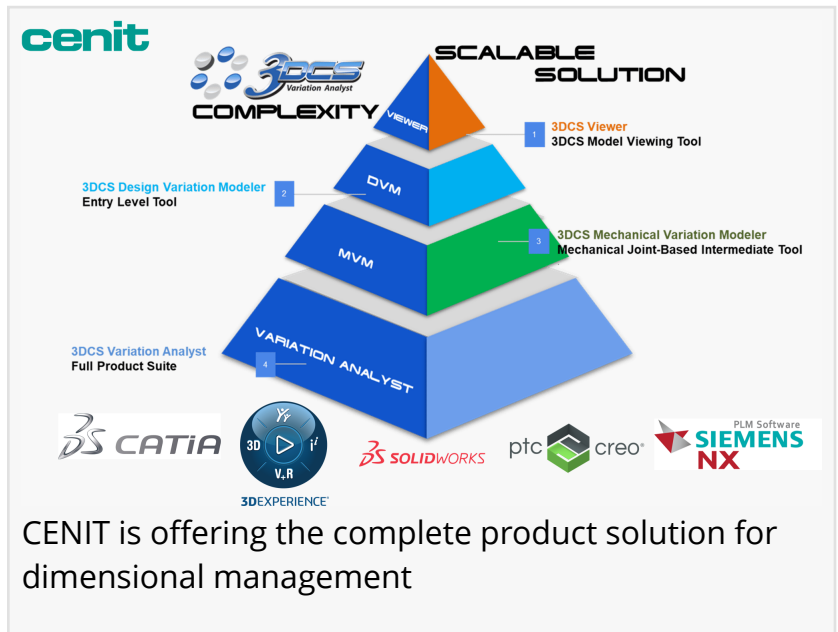 cenit
3DCS
Variation Analyst
COMPLEXITY
SCALABLE
SOLUTION
VIEWER
1
3DCS Viewer
3DCS Model Viewing Tool
3DCS Design Variation Modeler
Entry Level Tool
2
DVM
3
3DCS Mechanical Variation Modeler
Mechanical Joint-Based Intermediate Tool
MVM
3DCS Variation Analyst
Full Product Suite
4
VARIATION ANALYST
3S CATIA
3D
i
V+R
3DEXPERIENCE
3S SOLIDWORKS
ptc creo®
PLM Software
SIEMENS
NX
CENIT is offering the complete product solution for
dimensional management